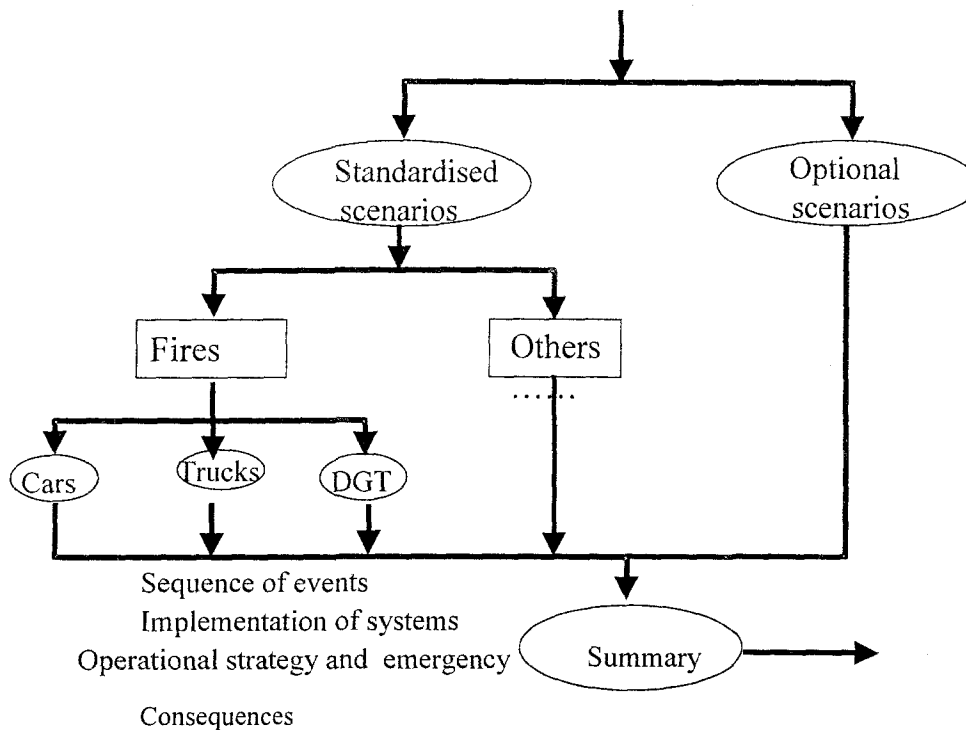 Standardised
scenarios
Optional
scenarios
Fires
Others
......
Cars
Trucks
DGT
Sequence of events
Implementation of systems
Operational strategy and emergency
Summary
Consequences